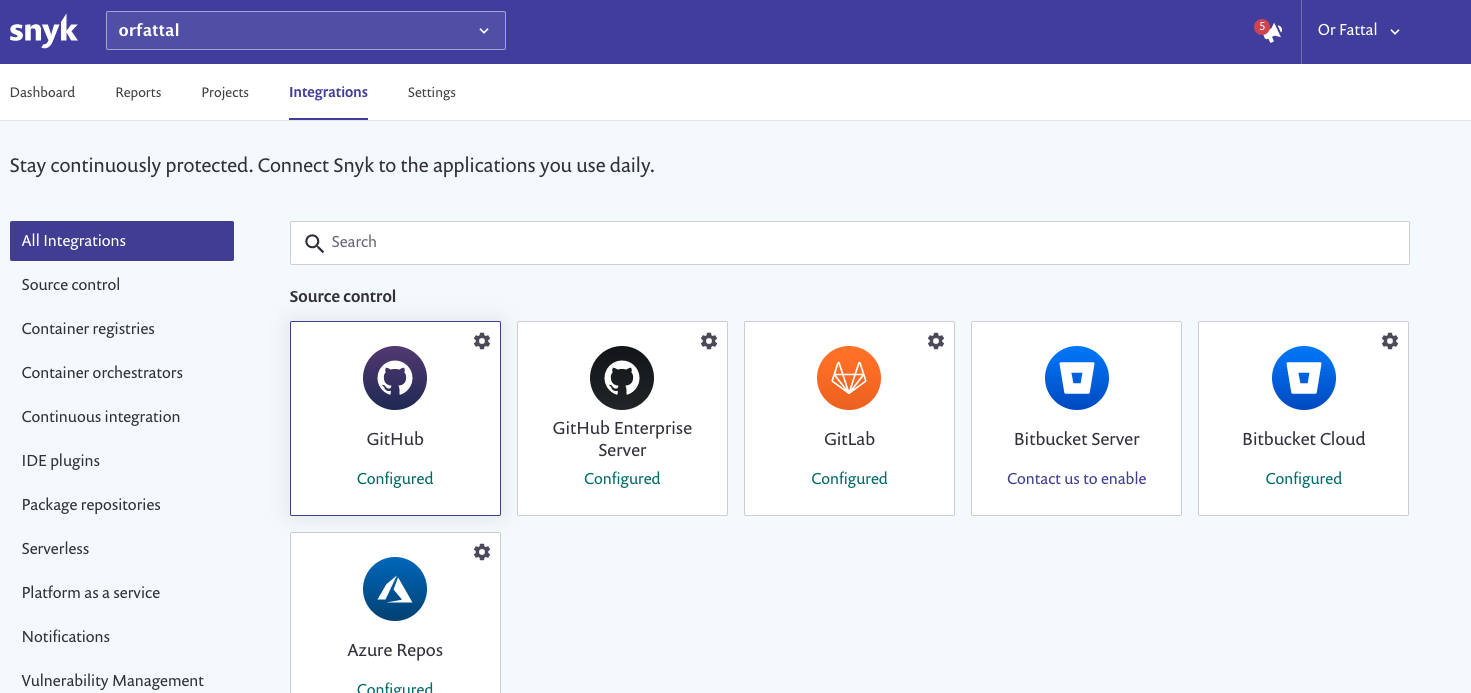 snyk
orfattal
5
Or Fattal
Dashboard
Reports
Projects
Integrations
Settings
Stay continuously protected. Connect Snyk to the applications you use daily.
All Integrations
Source control
Container registries
Container orchestrators
Continuous integration
IDE plugins
Package repositories
Serverless
Platform as a service
Notifications
Vulnerability Management
Search
Source control
GitHub
Configured
GitHub Enterprise
Server
Configured
GitLab
Configured
Bitbucket Server
Contact us to enable
Bitbucket Cloud
Configured
Azure Repos
Configured